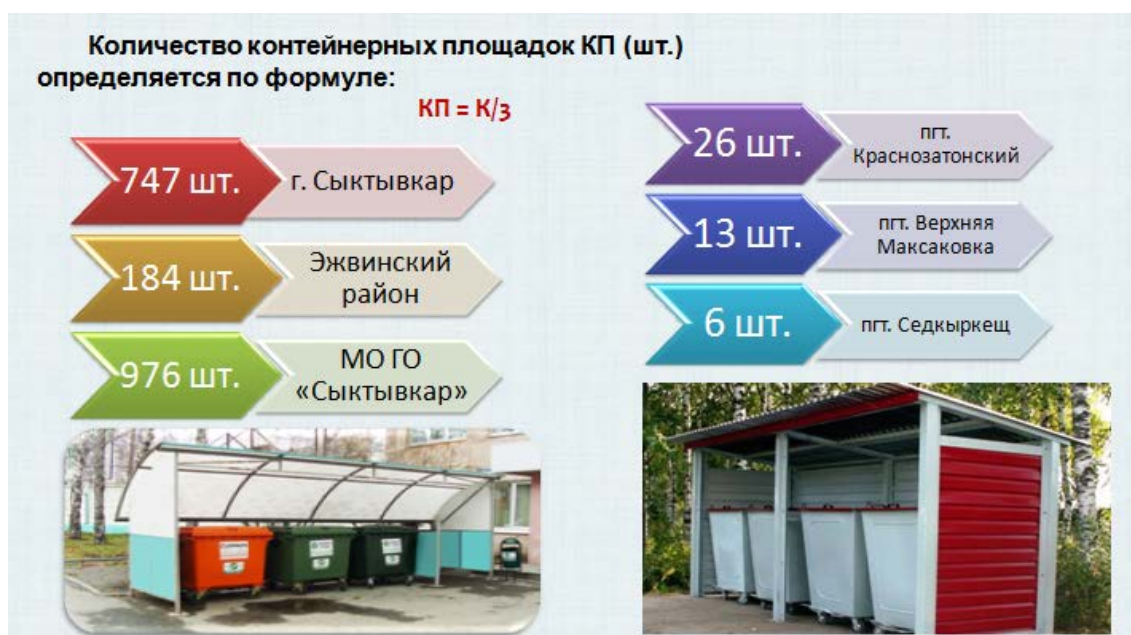 Количество контейнерных площадок КП (шт.)
определяется по формуле:
КП = К/3
747 шт.
г. Сыктывкар
184 шт.
Эжвинский
район
976 шт.
МО ГО
«Сыктывкар»
26 шт.
пгт.
Краснозатонский
13 шт.
пгт. Верхняя
Максаковка
6 шт.
пгт. Седкыркещ